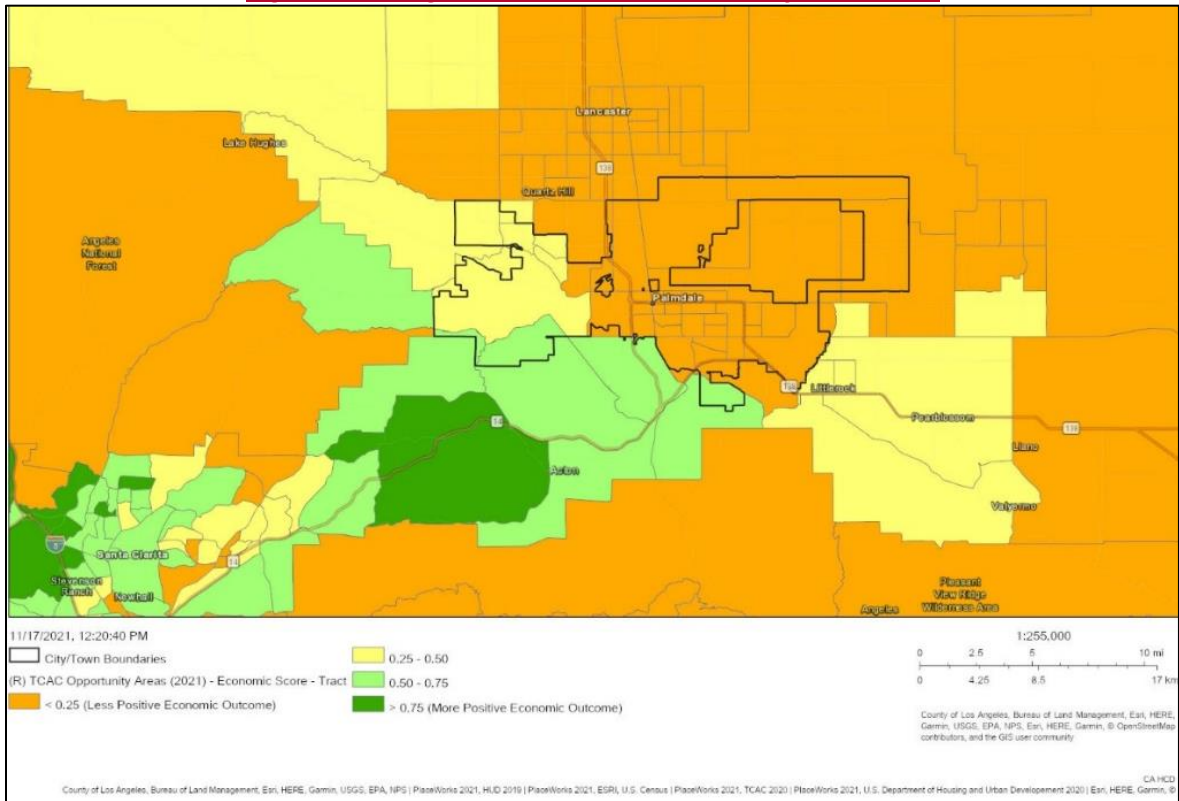 Lancaster
Lake Hughes
138
Quartz Hill
Angeles
National
Forest
Palmdale
138
Littlerock
Pearblossom
138
Llano
14
Acton
Valyermo
5
Santa Clarita
14
Stevenson
Ranch
Newhall
Pleasant
View Ridge
Wilderness Area
Angeles
11/17/2021, 12:20:40 PM
City/Town Boundaries
(R) TCAC Opportunity Areas (2021) - Economic Score - Tract
< 0.25 (Less Positive Economic Outcome)
0.25 - 0.50
0.50 - 0.75
> 0.75 (More Positive Economic Outcome)
1:255,000
0 2.5 5 10 mi
0 4.25 8.5 17 km
County of Los Angeles, Bureau of Land Management, Esri, HERE,
Garmin, USGS, EPA, NPS, Esri, HERE, Garmin, © OpenStreetMap
contributors, and the GIS user community
CA HCD
County of Los Angeles, Bureau of Land Management, Esri, HERE, Garmin, USGS, EPA, NPS | PlaceWorks 2021, HUD 2019 | PlaceWorks 2021, ESRI, U.S. Census | PlaceWorks 2021, TCAC 2020 | PlaceWorks 2021, U.S. Department of Housing and Urban Developement 2020 | Esri, HERE, Garmin, ©